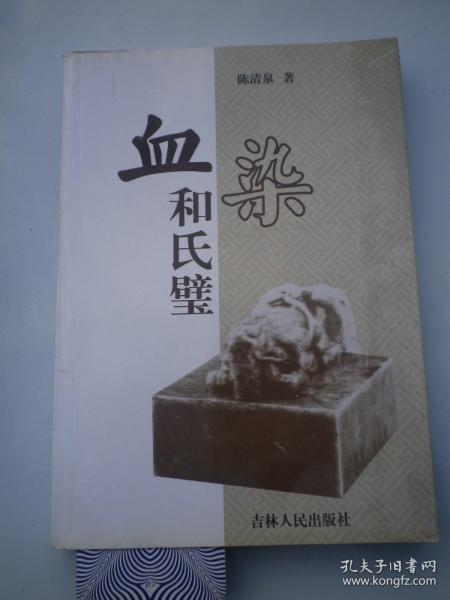 陈清泉 著
血染
和氏璧
吉林人民出版社
孔夫子旧书网
www.kongfz.com